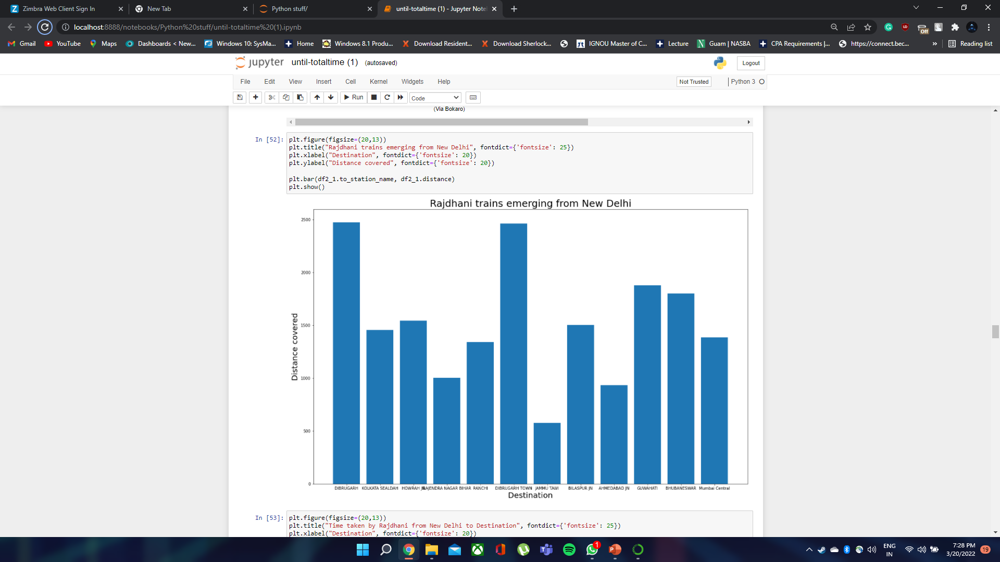 Zimbra Web Client Sign In
New Tab
Python stuff/
until-totaltime (1) - Jupyter Note
localhost:8888/notebooks/Python%20stuff/until-totaltime%20(1).ipynb
Off
Gmail
YouTube
Maps
Dashboards < New...
Windows 10: SysMa...
Home
Windows 8.1 Produ...
Download Resident...
Download Sherlock...
IGNOU Master of C...
Lecture
Guam | NASBA
CPA Requirements |...
https://connect.bec...
»
Reading list
jupyter until-totaltime (1) (autosaved)
Logout
File Edit View Insert Cell Kernel Widgets Help
Not Trusted
Python 3
Run
Code
(Via Bokaro)
In [52]:
plt.figure(figsize=(20,13))
plt.title("Rajdhani trains emerging from New Delhi", fontdict={'fontsize': 25})
plt.xlabel("Destination", fontdict={'fontsize': 20})
plt.ylabel("Distance covered", fontdict={'fontsize': 20})
plt.bar(df2_1.to_station_name, df2_1.distance)
plt.show()
Rajdhani trains emerging from New Delhi
2500
2000
1500
1000
500
0
Distance covered
DIBRUGARH KOLKATA SEALDAH HOWRAH JN RAJENDRA NAGAR BIHAR RANCHI DIBRUGARH TOWN JAMMU TAWI BILASPUR JN AHMEDABAD JN GUWAHATI BHUBANESWAR Mumbai Central
Destination
In [53]:
plt.figure(figsize=(20,13))
plt.title("Time taken by Rajdhani from New Delhi to Destination", fontdict={'fontsize': 25})
plt.xlabel("Destination", fontdict={'fontsize': 20})
1
ENG
IN
7:28 PM
3/20/2022
19